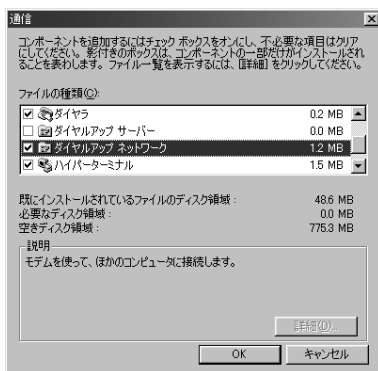 通信
コンポーネントを追加するにはチェック ボックスをオンにし、不必要な項目はクリア
にしてください。影付きのボックスは、コンポーネントの一部だけがインストールされ
ることを表わします。ファイル一覧を表示するには、[詳細] をクリックしてください。
ファイルの種類(C):
ダイヤラ 0.2 MB
ダイヤルアップ サーバー 0.0 MB
ダイヤルアップ ネットワーク 1.2 MB
ハイパーターミナル 1.5 MB
既にインストールされているファイルのディスク領域 : 48.6 MB
必要なディスク領域 : 0.0 MB
空きディスク領域 : 775.3 MB
説明
モデムを使って、ほかのコンピュータに接続します。
詳細(D)...
OK キャンセル